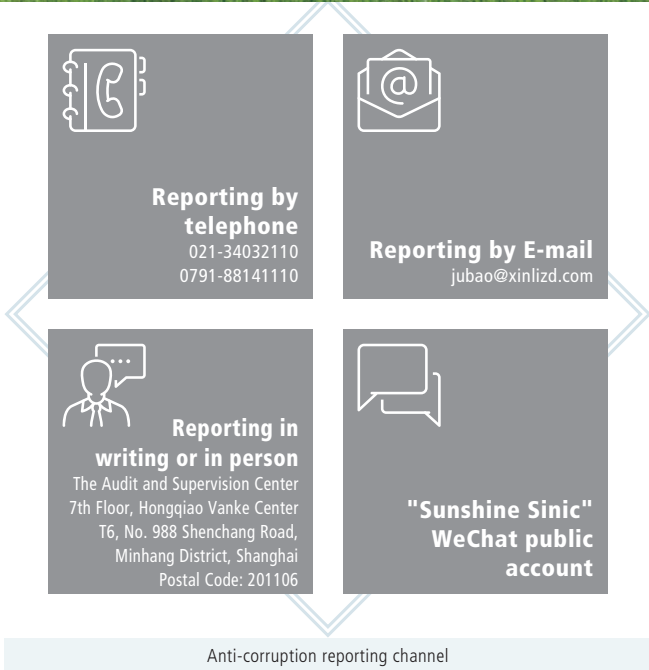 Reporting by
telephone
021-34032110
0791-88141110
Reporting by E-mail
jubao@xinlizd.com
Reporting in
writing or in person
The Audit and Supervision Center
7th Floor, Hongqiao Vanke Center
T6, No. 988 Shenchang Road,
Minhang District, Shanghai
Postal Code: 201106
"Sunshine Sinic"
WeChat public
account
Anti-corruption reporting channel